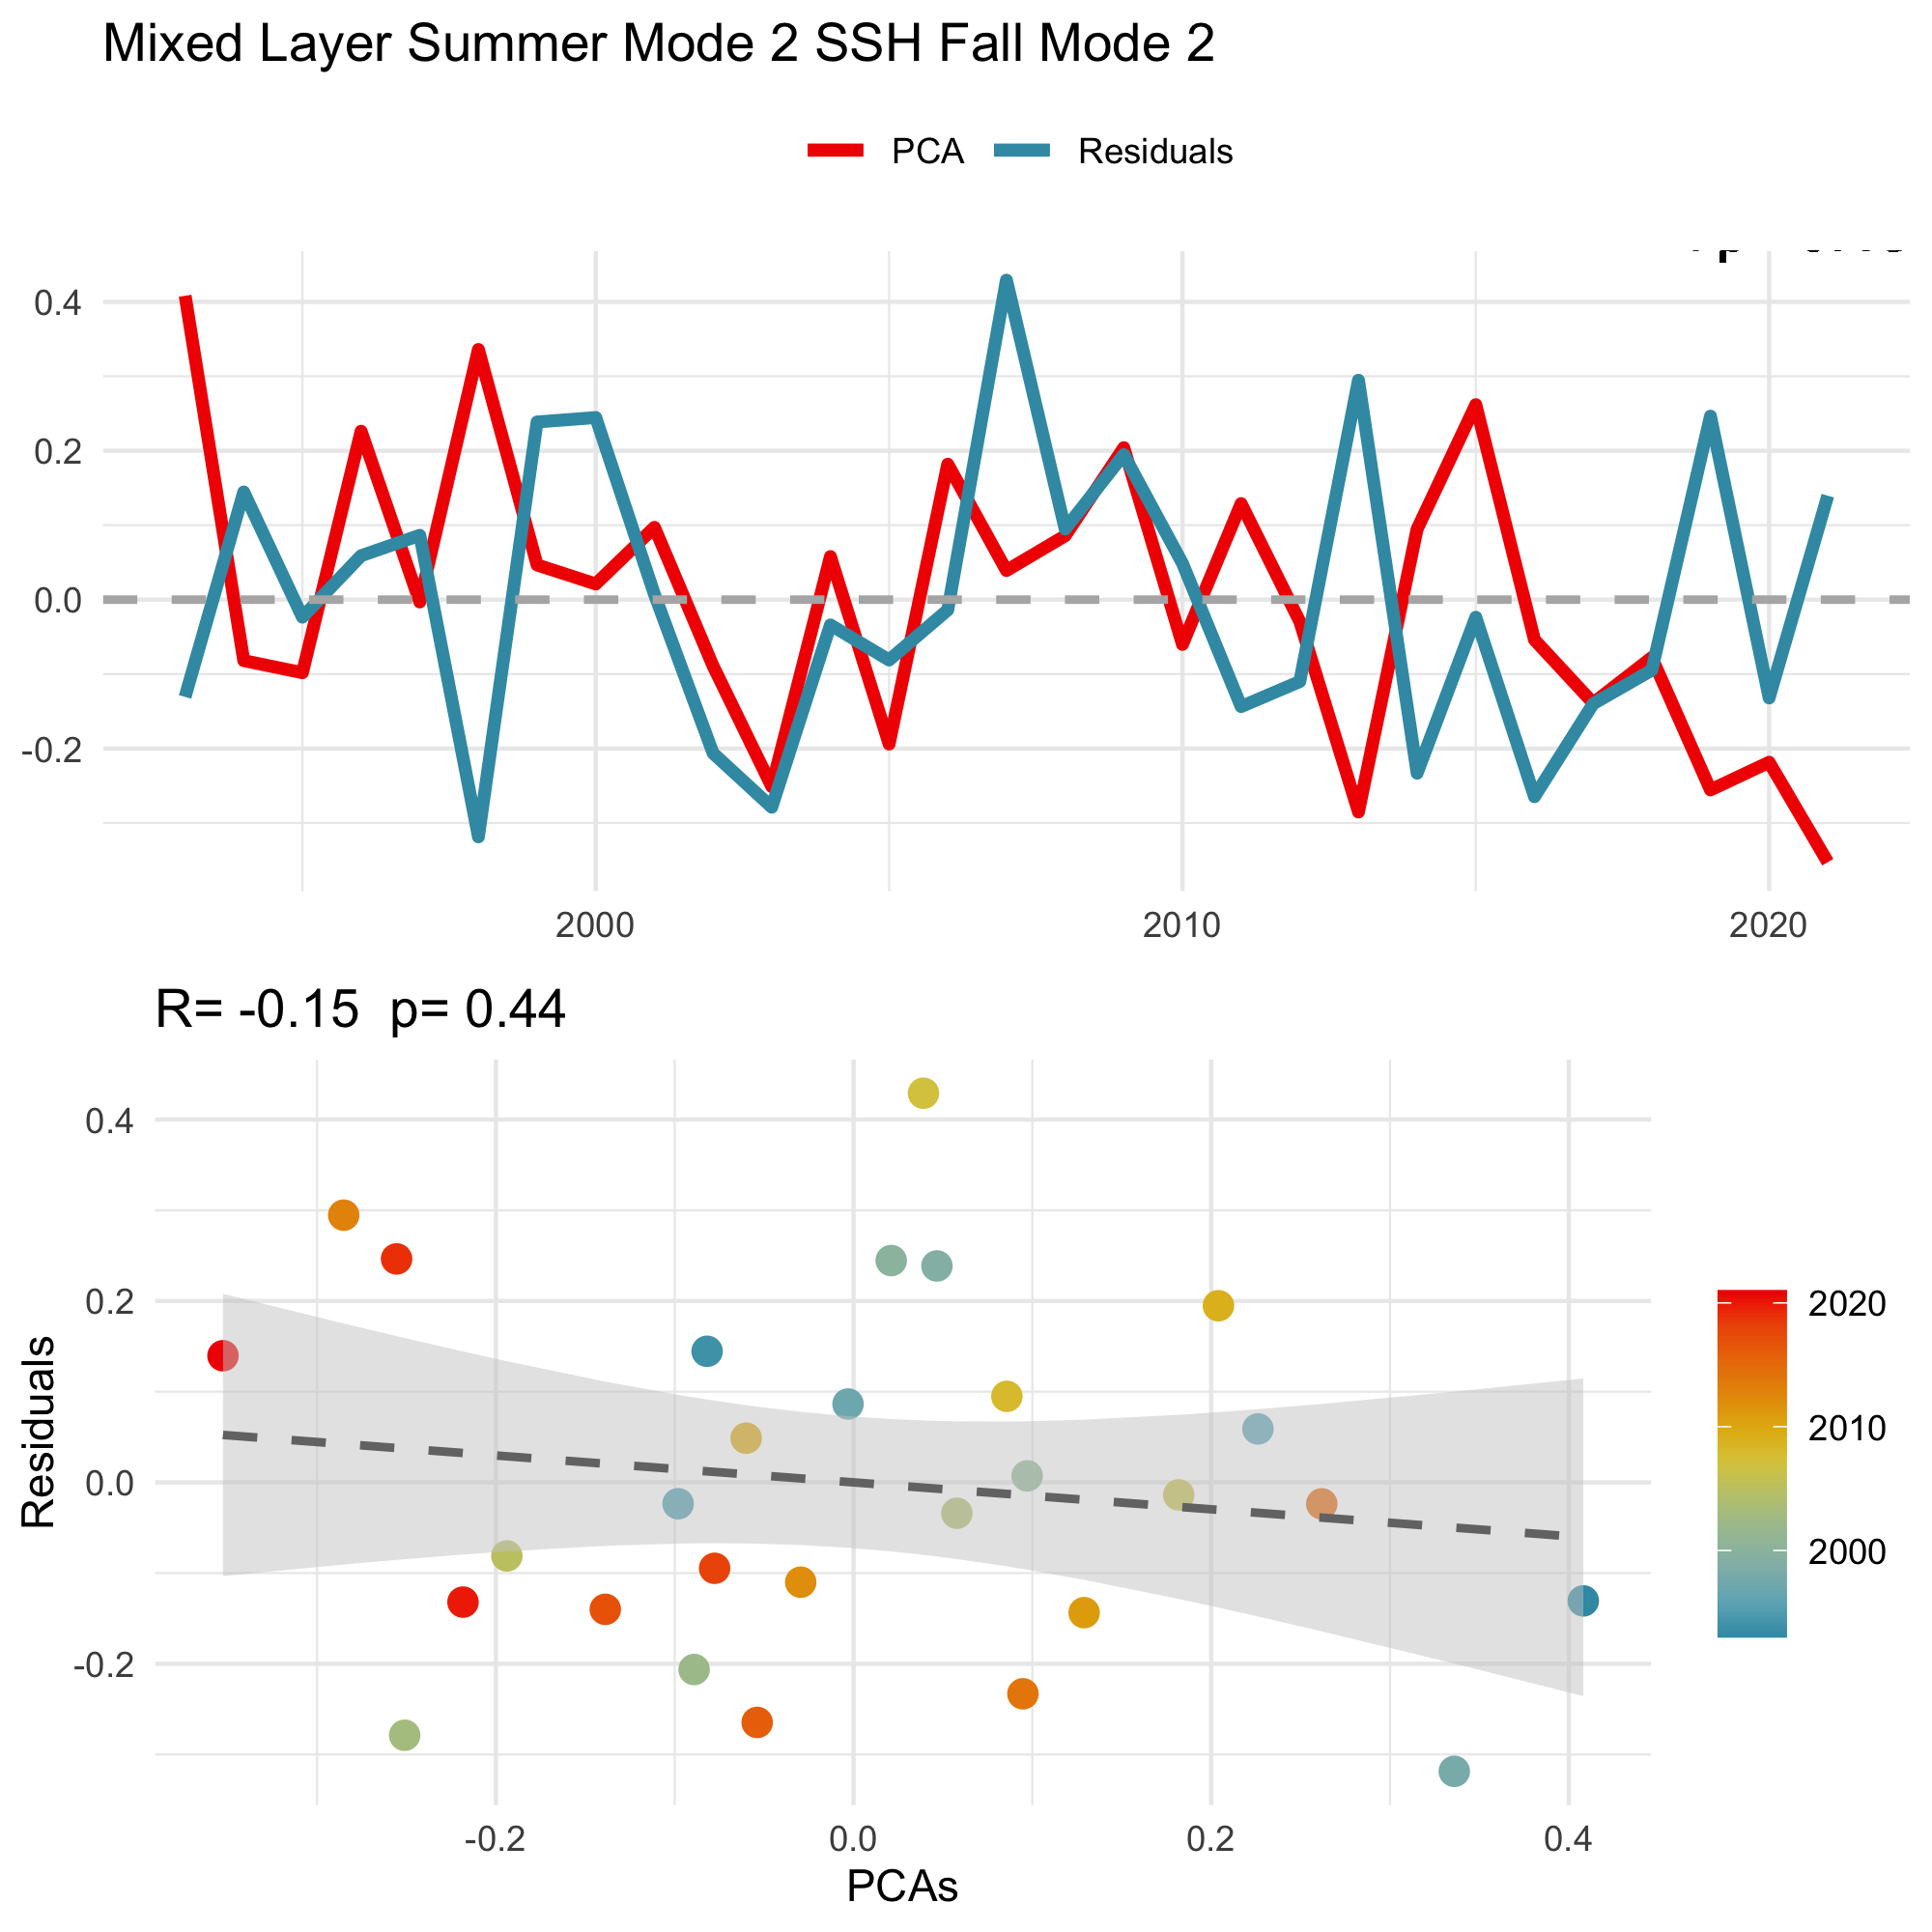 Mixed Layer Summer Mode 2 SSH Fall Mode 2
PCA Residuals
0.4
0.2
0.0
-0.2
2000 2010 2020
R= -0.15 p= 0.44
Residuals
0.4
0.2
0.0
-0.2
-0.2 0.0 0.2 0.4
PCAs
2020
2010
2000